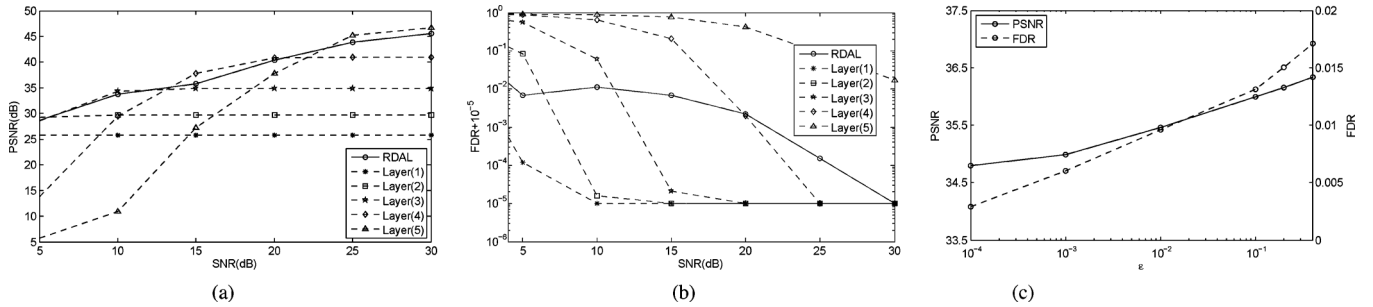 50
45
40
35
30
25
20
15
10
5
PSNR(dB)
5 10 15 20 25 30
SNR(dB)
RDAL
Layer(1)
Layer(2)
Layer(3)
Layer(4)
Layer(5)
(a)
10^0
10^-1
10^-2
10^-3
10^-4
10^-5
10^-6
FDR+10^-5
5 10 15 20 25 30
SNR(dB)
RDAL
Layer(1)
Layer(2)
Layer(3)
Layer(4)
Layer(5)
(b)
37.5
36.5
35.5
34.5
33.5
PSNR
PSNR
FDR
0.02
0.015
0.01
0.005
0
FDR
10^-4 10^-3 10^-2 10^-1
ε
(c)